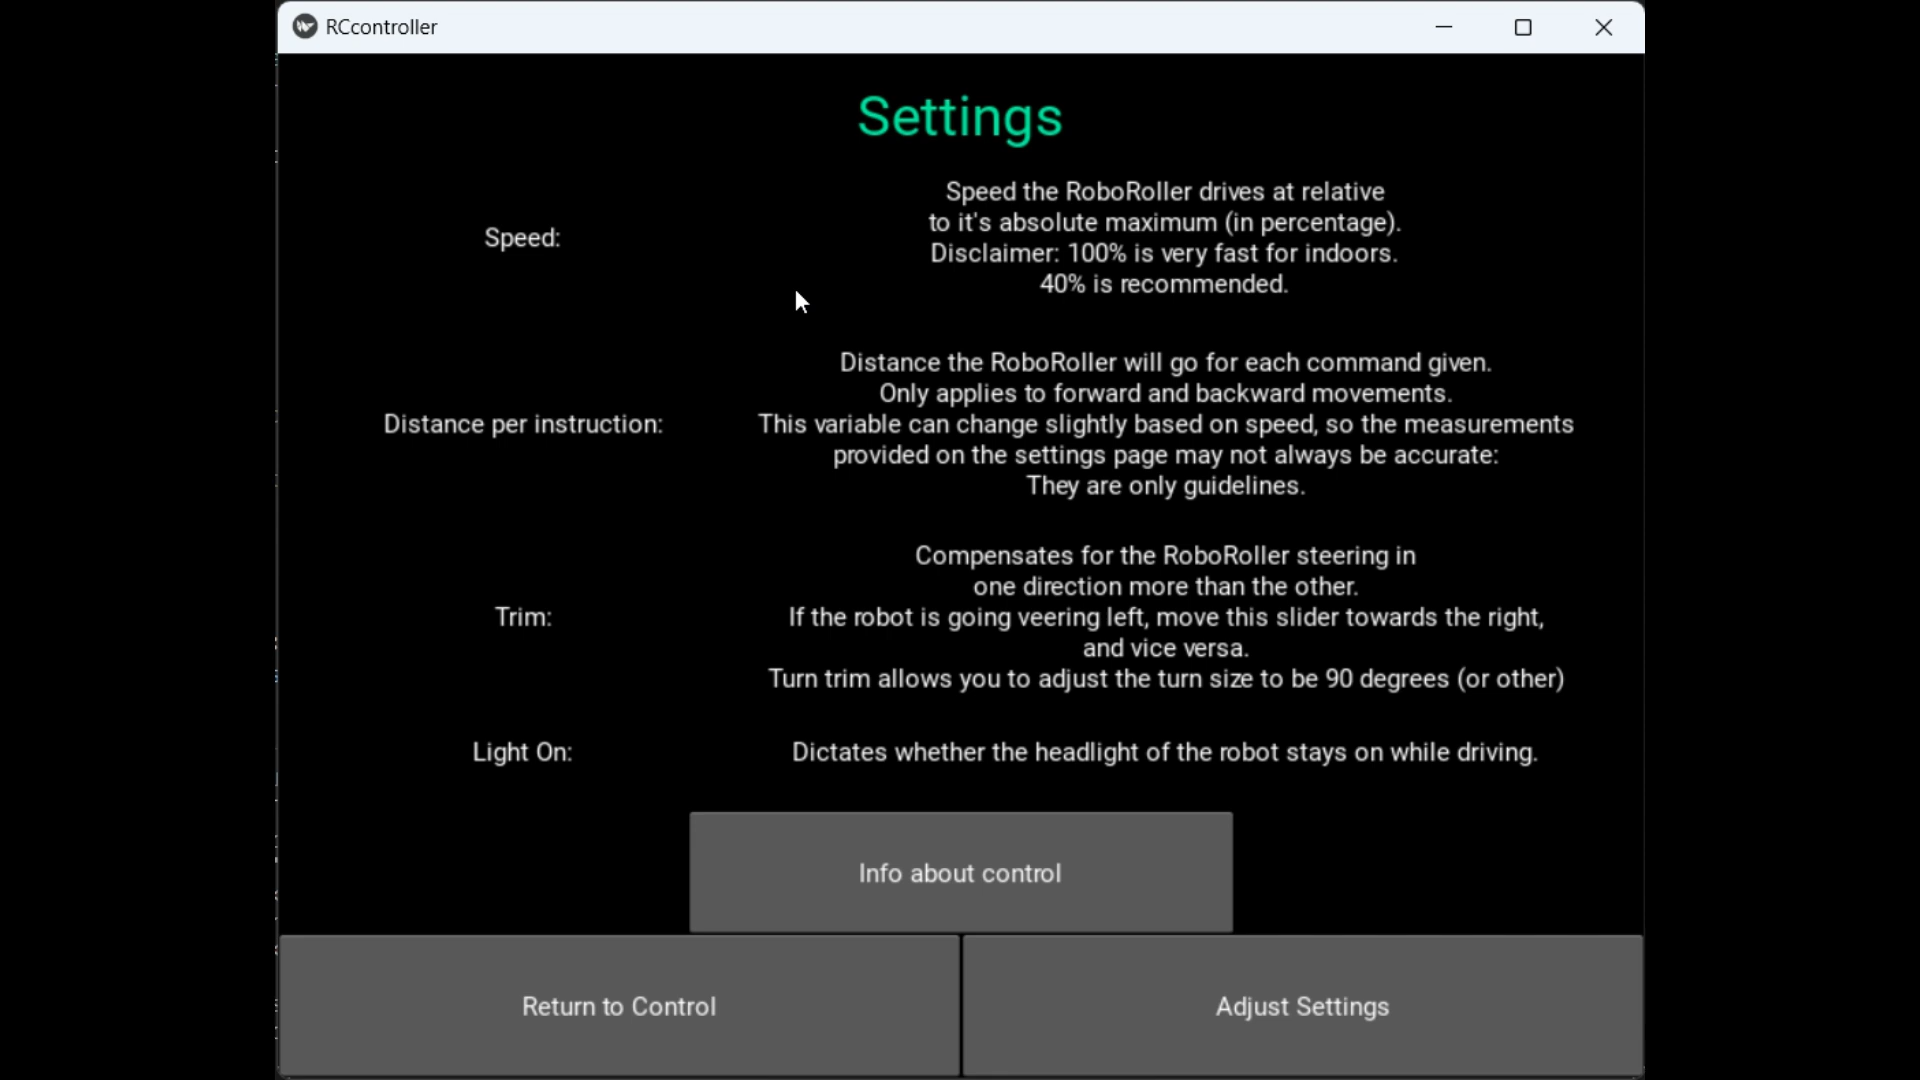 RCcontroller
Settings
Speed:
Speed the RoboRoller drives at relative
to it's absolute maximum (in percentage).
Disclaimer: 100% is very fast for indoors.
40% is recommended.
Distance per instruction:
Distance the RoboRoller will go for each command given.
Only applies to forward and backward movements.
This variable can change slightly based on speed, so the measurements
provided on the settings page may not always be accurate:
They are only guidelines.
Trim:
Compensates for the RoboRoller steering in
one direction more than the other.
If the robot is going veering left, move this slider towards the right,
and vice versa.
Turn trim allows you to adjust the turn size to be 90 degrees (or other)
Light On:
Dictates whether the headlight of the robot stays on while driving.
Info about control
Return to Control
Adjust Settings